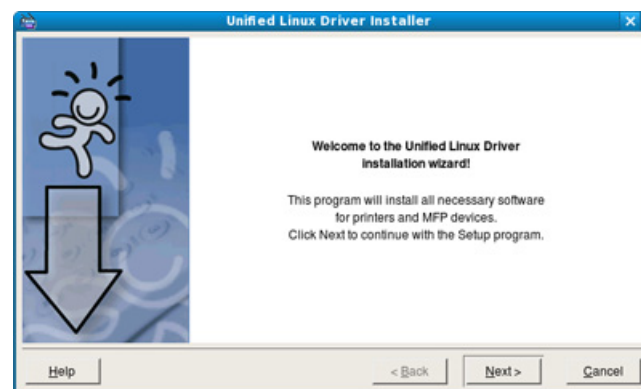 Unified Linux Driver Installer
Welcome to the Unified Linux Driver
installation wizard!
This program will install all necessary software
for printers and MFP devices.
Click Next to continue with the Setup program.
Help
< Back
Next >
Cancel